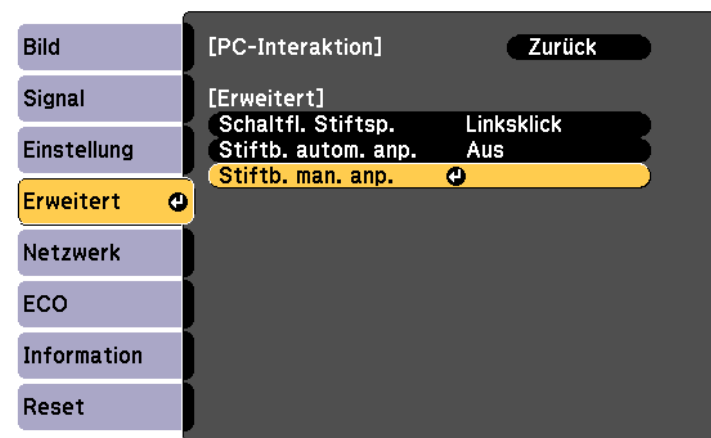 Bild
Signal
Einstellung
Erweitert
Netzwerk
ECO
Information
Reset
[PC-Interaktion] Zurück
[Erweitert]
Schaltfl. Stiftsp. Linksklick
Stiftb. autom. anp. Aus
Stiftb. man. anp.